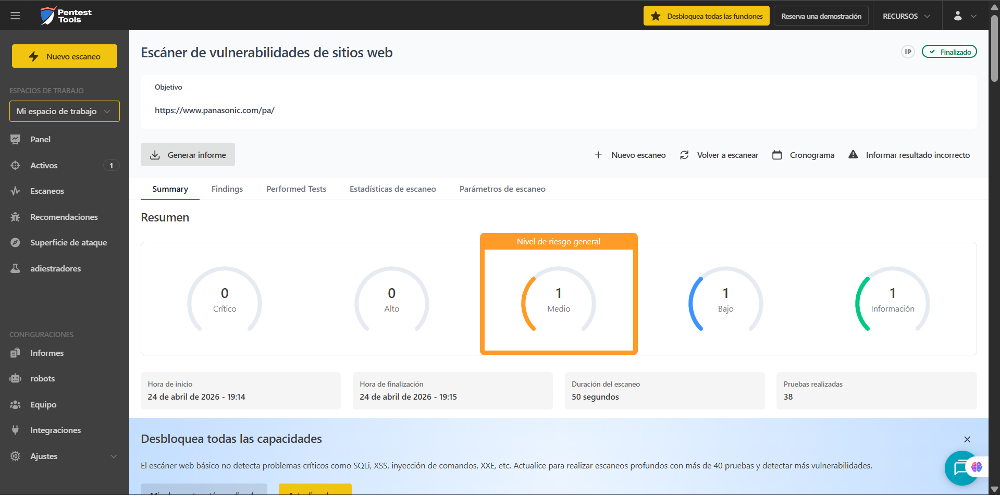 Pentest
Tools
Desbloquea todas las funciones
Reserva una demostración
RECURSOS
Nuevo escaneo
ESPACIOS DE TRABAJO
Mi espacio de trabajo
Panel
Activos 1
Escaneos
Recomendaciones
Superficie de ataque
adiestradores
CONFIGURACIONES
Informes
robots
Equipo
Integraciones
Ajustes
Escáner de vulnerabilidades de sitios web
IP
Finalizado
Objetivo
https://www.panasonic.com/pa/
Generar informe
Nuevo escaneo
Volver a escanear
Cronograma
Informar resultado incorrecto
Summary
Findings
Performed Tests
Estadísticas de escaneo
Parámetros de escaneo
Resumen
Nivel de riesgo general
0
Crítico
0
Alto
1
Medio
1
Bajo
1
Información
Hora de inicio
24 de abril de 2026 - 19:14
Hora de finalización
24 de abril de 2026 - 19:15
Duración del escaneo
50 segundos
Pruebas realizadas
38
Desbloquea todas las capacidades
El escáner web básico no detecta problemas críticos como SQLi, XSS, inyección de comandos, XXE, etc. Actualice para realizar escaneos profundos con más de 40 pruebas y detectar más vulnerabilidades.